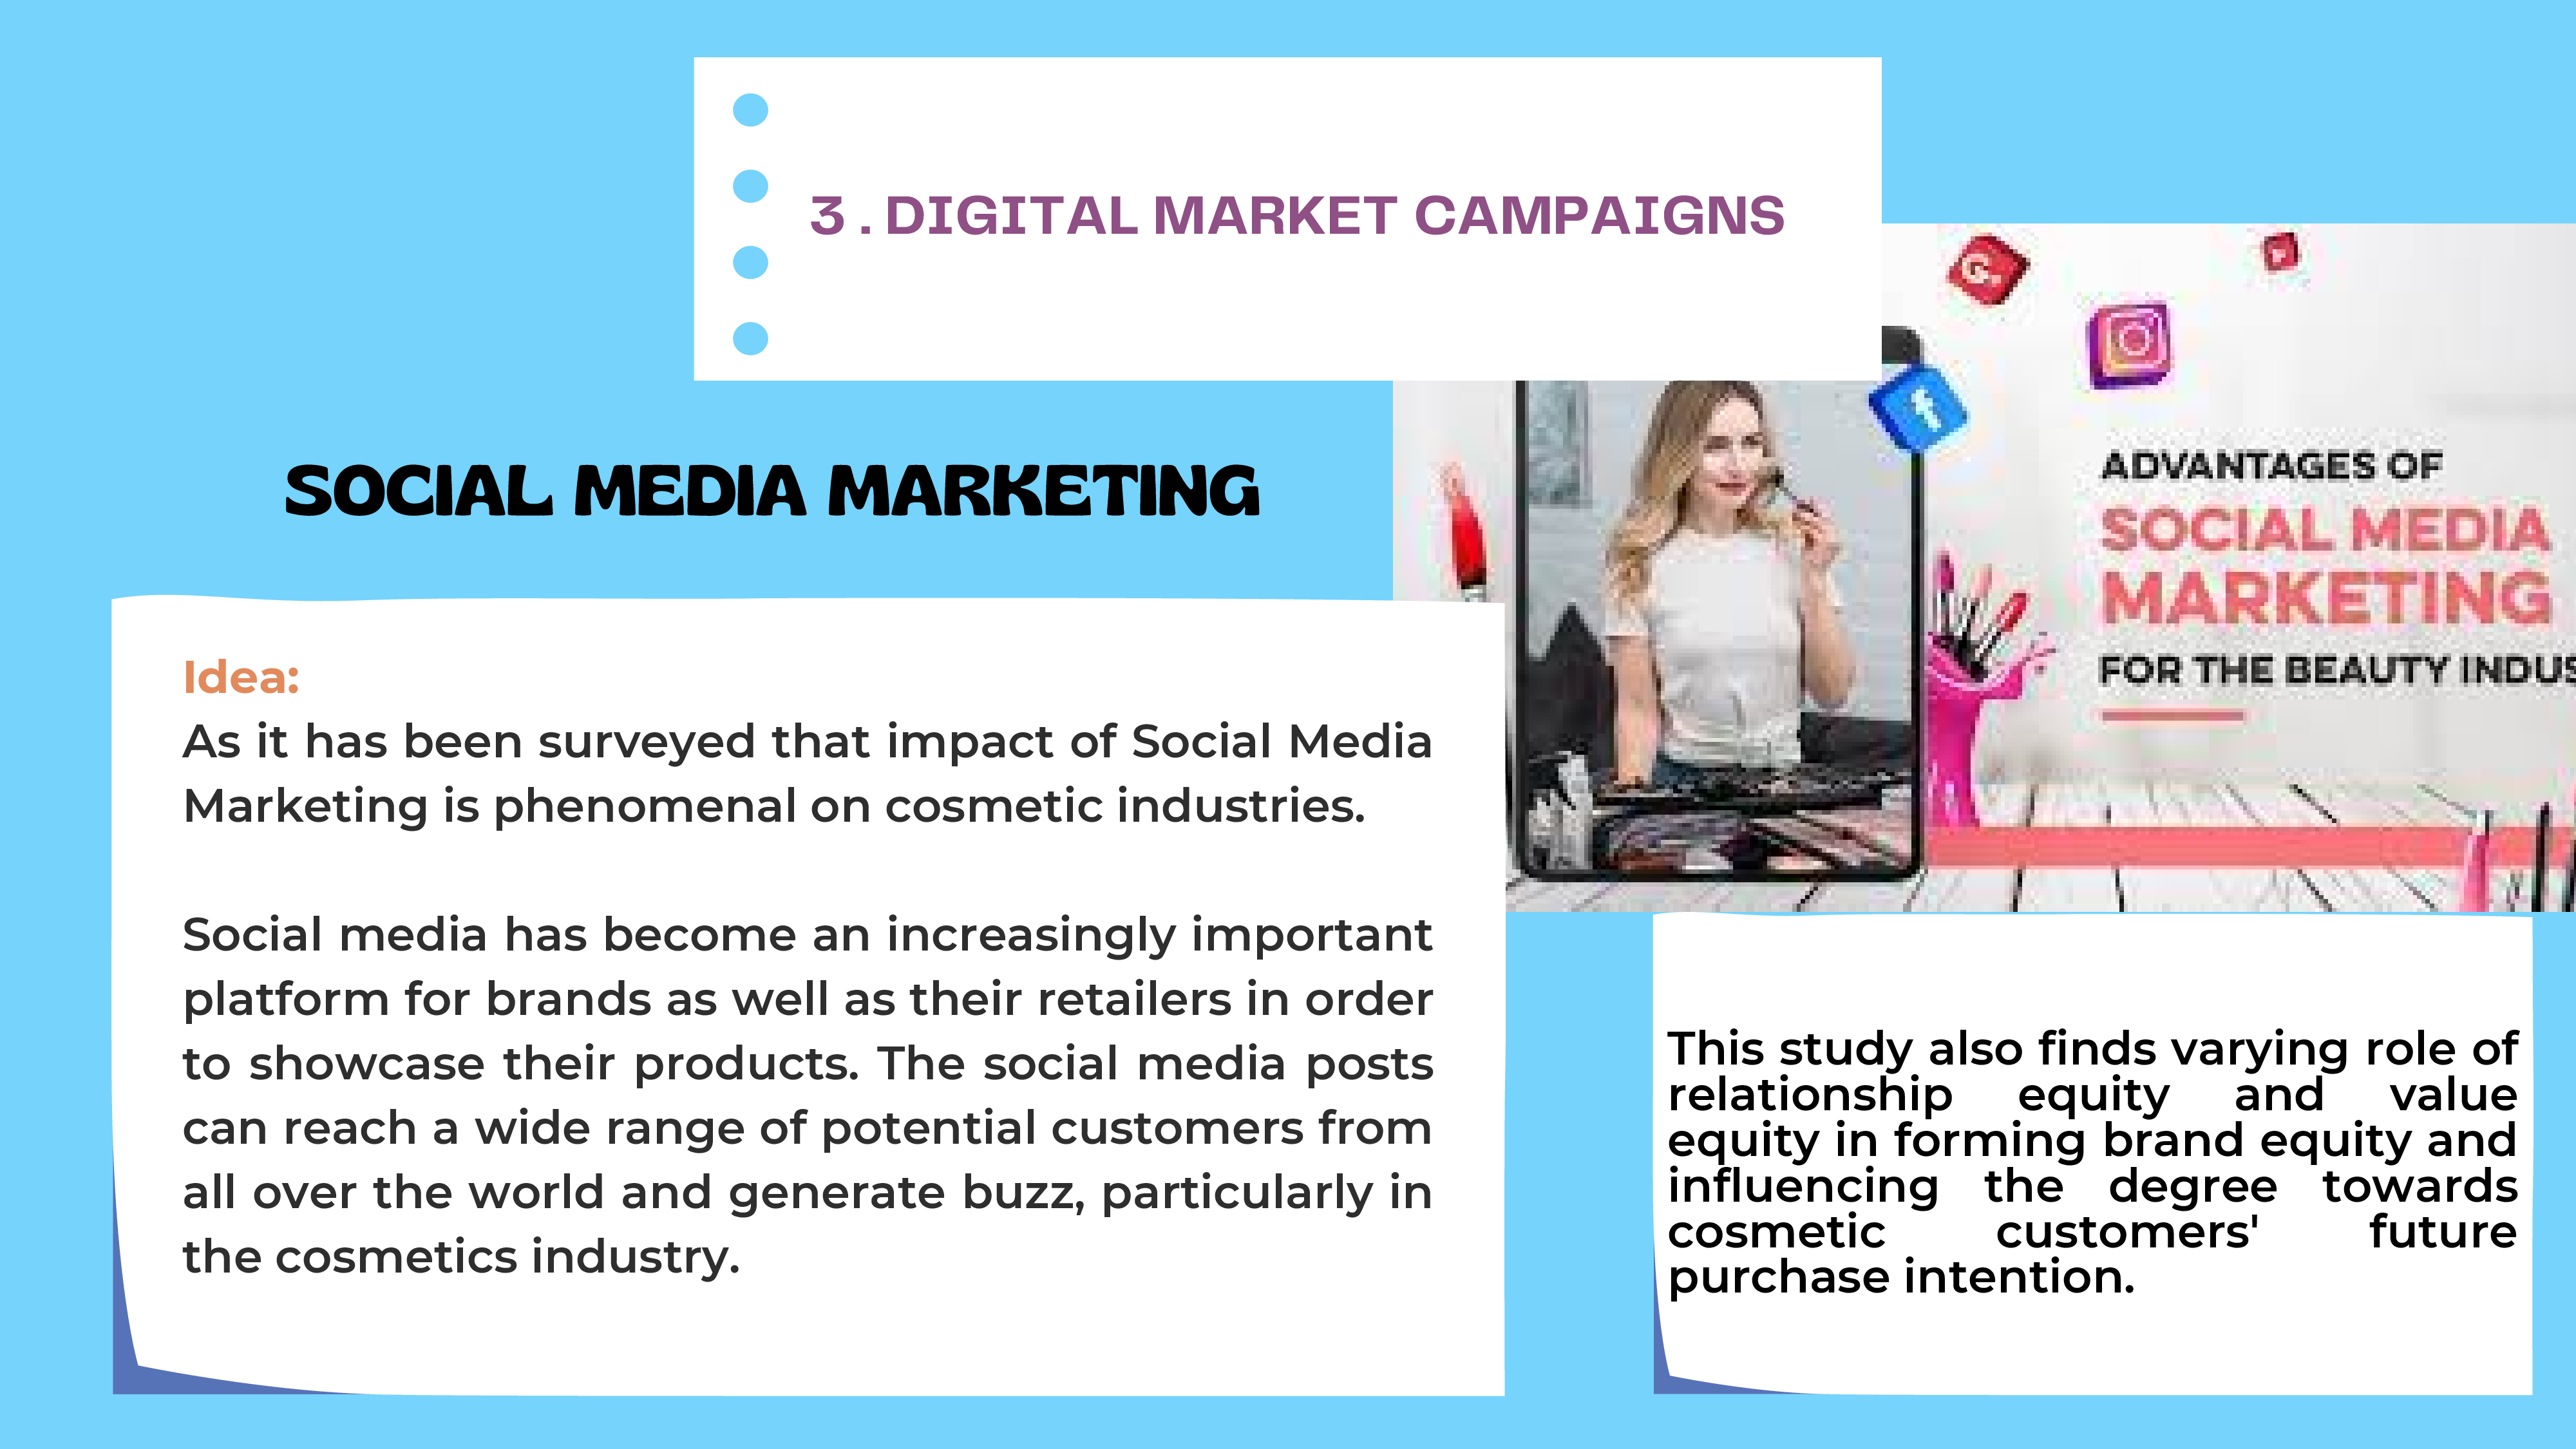 3 . DIGITAL MARKET CAMPAIGNS
SOCIAL MEDIA MARKETING
ADVANTAGES OF
SOCIAL MEDIA
MARKETING
FOR THE BEAUTY INDUS
Idea:
As it has been surveyed that impact of Social Media
Marketing is phenomenal on cosmetic industries.
Social media has become an increasingly important
platform for brands as well as their retailers in order
to showcase their products. The social media posts
can reach a wide range of potential customers from
all over the world and generate buzz, particularly in
the cosmetics industry.
This study also finds varying role of
relationship equity and value
equity in forming brand equity and
influencing the degree towards
cosmetic customers' future
purchase intention.